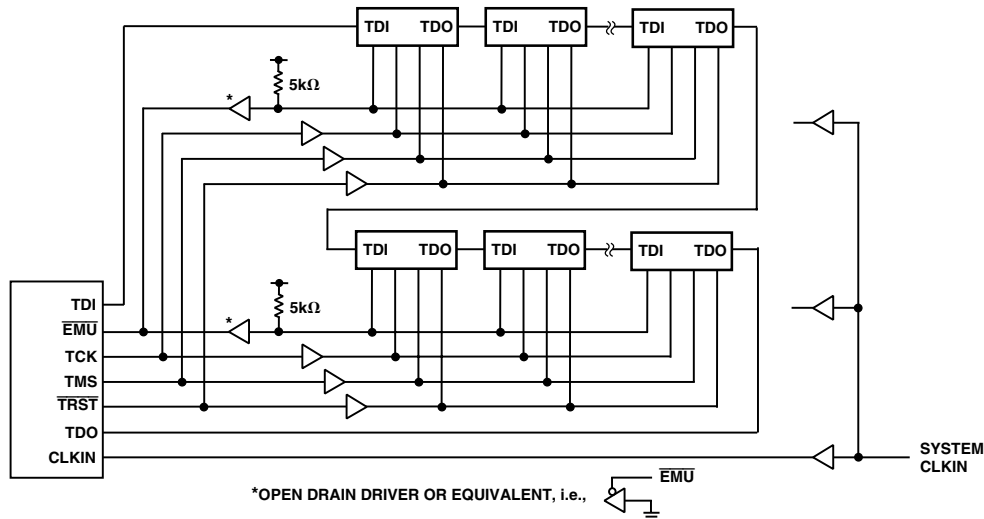 TDI TDO TDI TDO TDI TDO
5kΩ
*
TDI TDO TDI TDO TDI TDO
5kΩ
*
TDI
EMU
TCK
TMS
TRST
TDO
CLKIN
SYSTEM
CLKIN
*OPEN DRAIN DRIVER OR EQUIVALENT, i.e.,
EMU